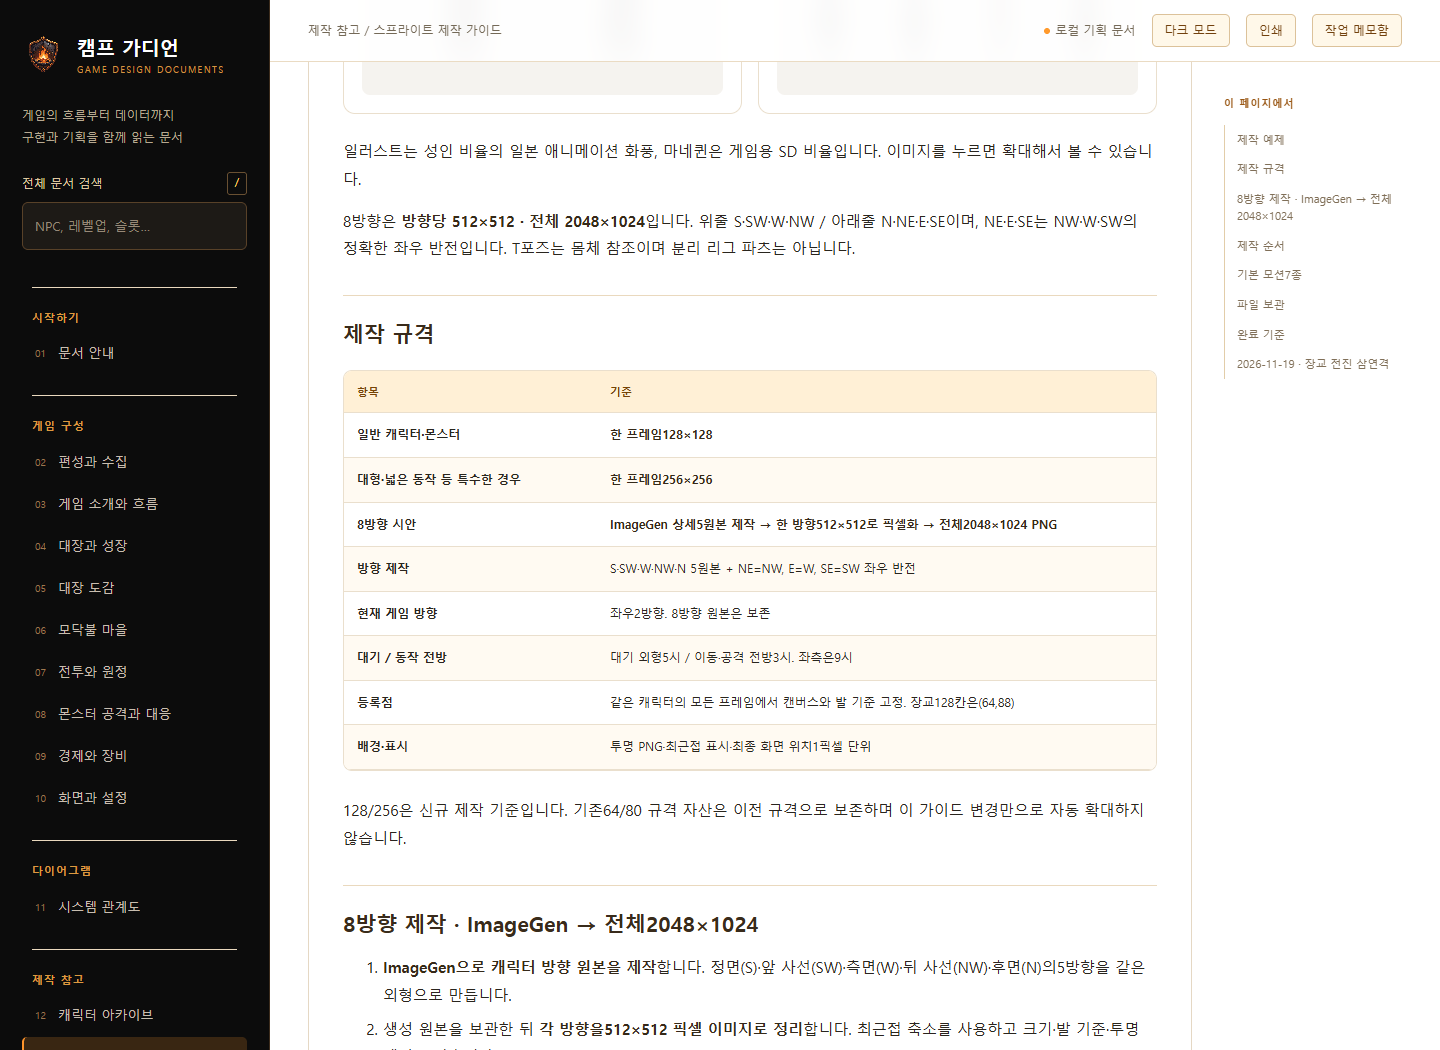 캠프 가디언
GAME DESIGN DOCUMENTS
게임의 흐름부터 데이터까지
구현과 기획을 함께 읽는 문서
전체 문서 검색
/
NPC, 레벨업, 슬롯...
시작하기
01 문서 안내
게임 구성
02 편성과 수집
03 게임 소개와 흐름
04 대장과 성장
05 대장 도감
06 모닥불 마을
07 전투와 원정
08 몬스터 공격과 대응
09 경제와 장비
10 화면과 설정
다이어그램
11 시스템 관계도
제작 참고
12 캐릭터 아카이브
제작 참고 / 스프라이트 제작 가이드
로컬 기획 문서
다크 모드
인쇄
작업 메모함
일러스트는 성인 비율의 일본 애니메이션 화풍, 마네퀸은 게임용 SD 비율입니다. 이미지를 누르면 확대해서 볼 수 있습니
다.
8방향은 방향당 512×512 · 전체 2048×1024입니다. 위줄 S·SW·W·NW / 아래줄 N·NE·E·SE이며, NE·E·SE는 NW·W·SW의
정확한 좌우 반전입니다. T포즈는 몸체 참조이며 분리 리그 파츠는 아닙니다.
제작 규격
항목 기준
일반 캐릭터·몬스터 한 프레임128×128
대형·넓은 동작 등 특수한 경우 한 프레임256×256
8방향 시안 ImageGen 상세5원본 제작 → 한 방향512×512로 픽셀화 → 전체2048×1024 PNG
방향 제작 S·SW·W·NW·N 5원본 + NE=NW, E=W, SE=SW 좌우 반전
현재 게임 방향 좌우2방향. 8방향 원본은 보존
대기 / 동작 전방 대기 외형5시 / 이동·공격 전방3시. 좌측은9시
등록점 같은 캐릭터의 모든 프레임에서 캔버스와 발 기준 고정. 장교128칸은(64,88)
배경·표시 투명 PNG·최근접 표시·최종 화면 위치1픽셀 단위
128/256은 신규 제작 기준입니다. 기존64/80 규격 자산은 이전 규격으로 보존하며 이 가이드 변경만으로 자동 확대하지
않습니다.
8방향 제작 · ImageGen → 전체2048×1024
1. ImageGen으로 캐릭터 방향 원본을 제작합니다. 정면(S)·앞 사선(SW)·측면(W)·뒤 사선(NW)·후면(N)의5방향을 같은
외형으로 만듭니다.
2. 생성 원본을 보관한 뒤 각 방향을512×512 픽셀 이미지로 정리합니다. 최근접 축소를 사용하고 크기·발 기준·투명
이 페이지에서
제작 예제
제작 규격
8방향 제작 · ImageGen → 전체
2048×1024
제작 순서
기본 모션7종
파일 보관
완료 기준
2026-11-19 · 장교 전진 삼연격